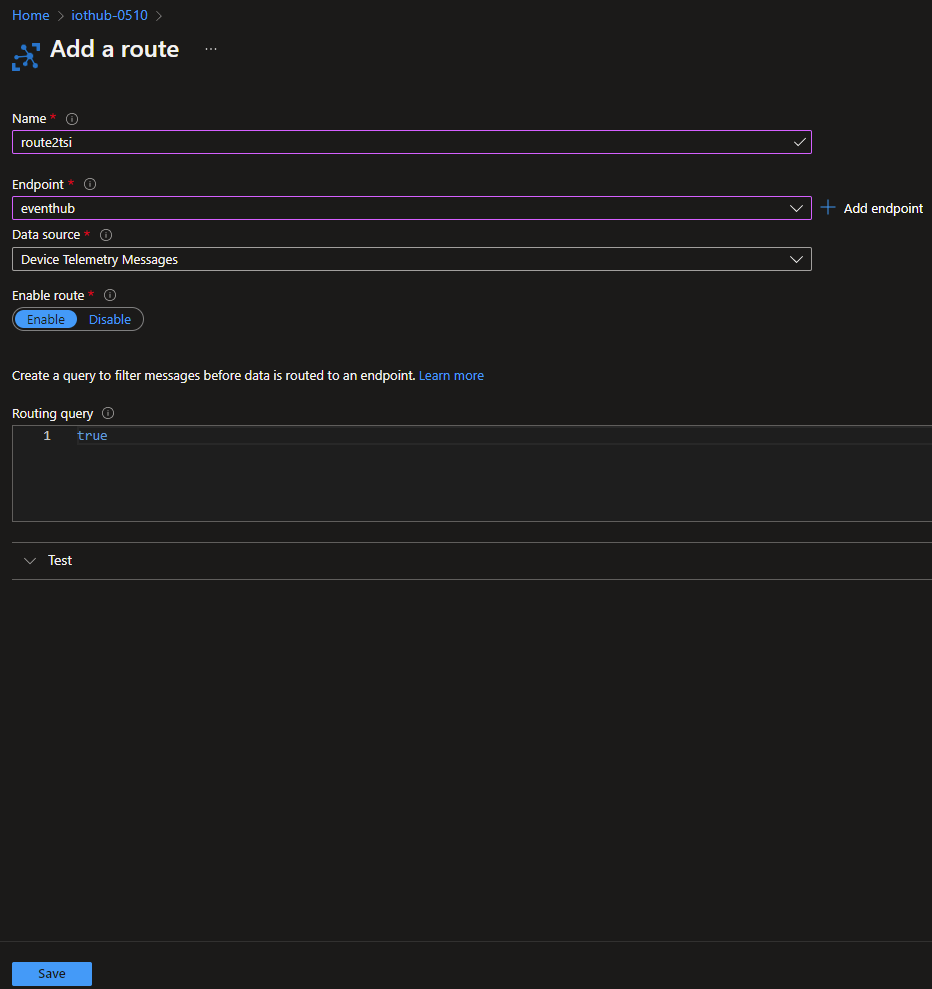 Home > iothub-0510 >
Add a route ...
Name *
route2tsi
Endpoint *
eventhub
Add endpoint
Data source *
Device Telemetry Messages
Enable route *
Enable Disable
Create a query to filter messages before data is routed to an endpoint. Learn more
Routing query
1 true
Test
Save